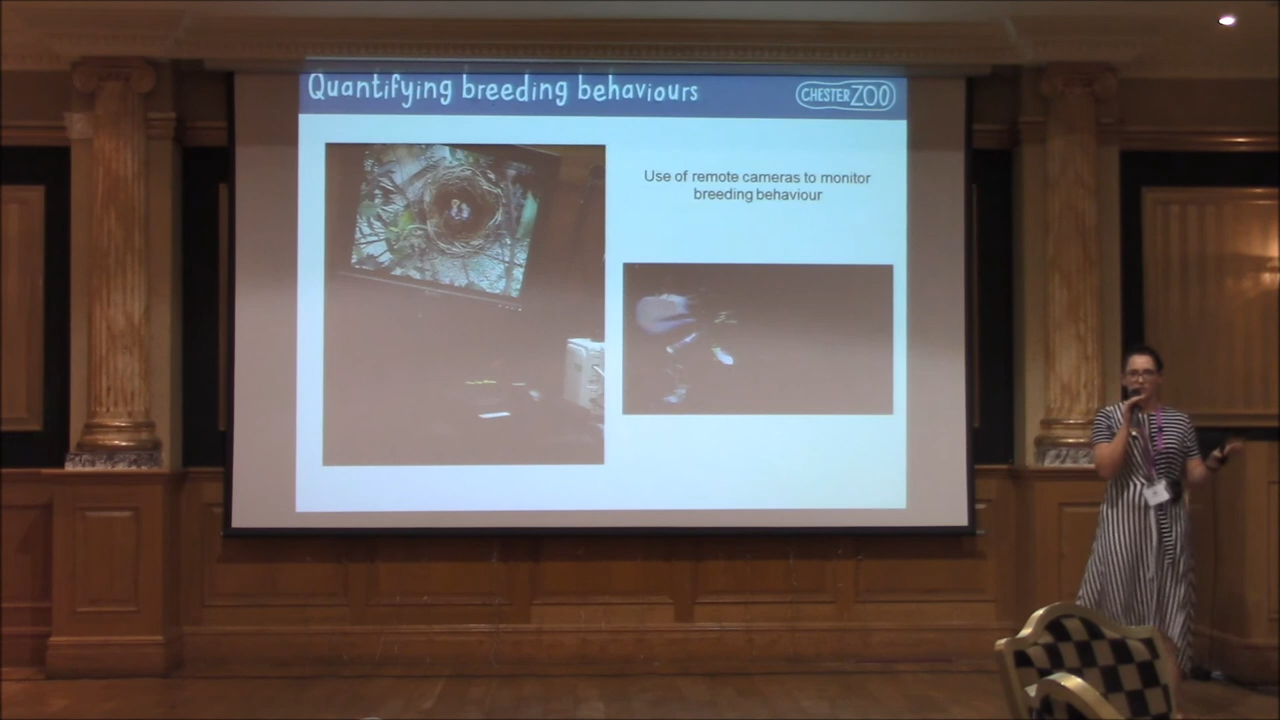 Quantifying breeding behaviours
CHESTER ZOO
Use of remote cameras to monitor
breeding behaviour